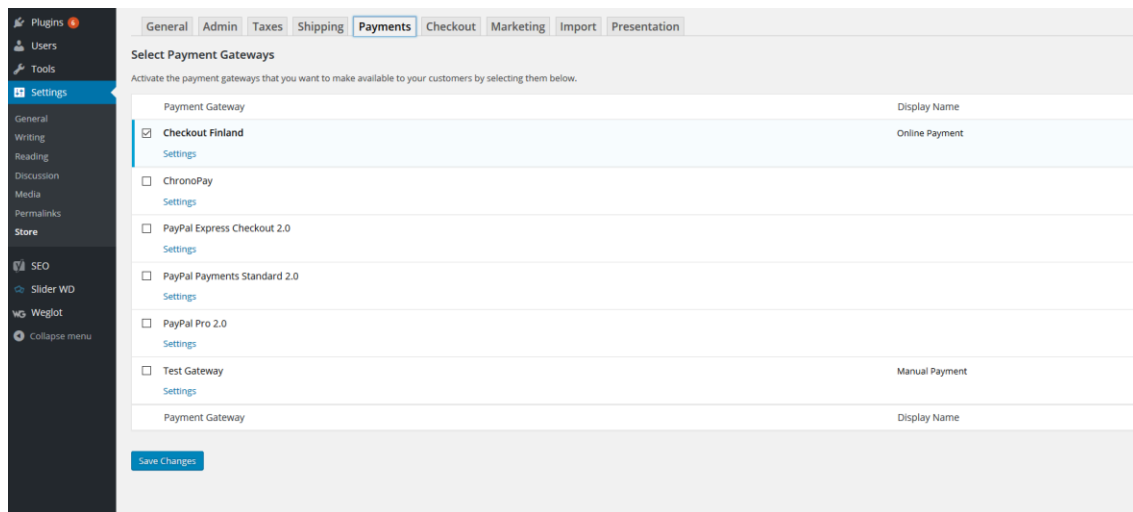 Plugins 6
Users
Tools
Settings
General
Writing
Reading
Discussion
Media
Permalinks
Store
SEO
Slider WD
WG Weglot
Collapse menu
General Admin Taxes Shipping Payments Checkout Marketing Import Presentation
Select Payment Gateways
Activate the payment gateways that you want to make available to your customers by selecting them below.
Payment Gateway Display Name
Checkout Finland Online Payment
Settings
ChronoPay
Settings
PayPal Express Checkout 2.0
Settings
PayPal Payments Standard 2.0
Settings
PayPal Pro 2.0
Settings
Test Gateway Manual Payment
Settings
Payment Gateway Display Name
Save Changes